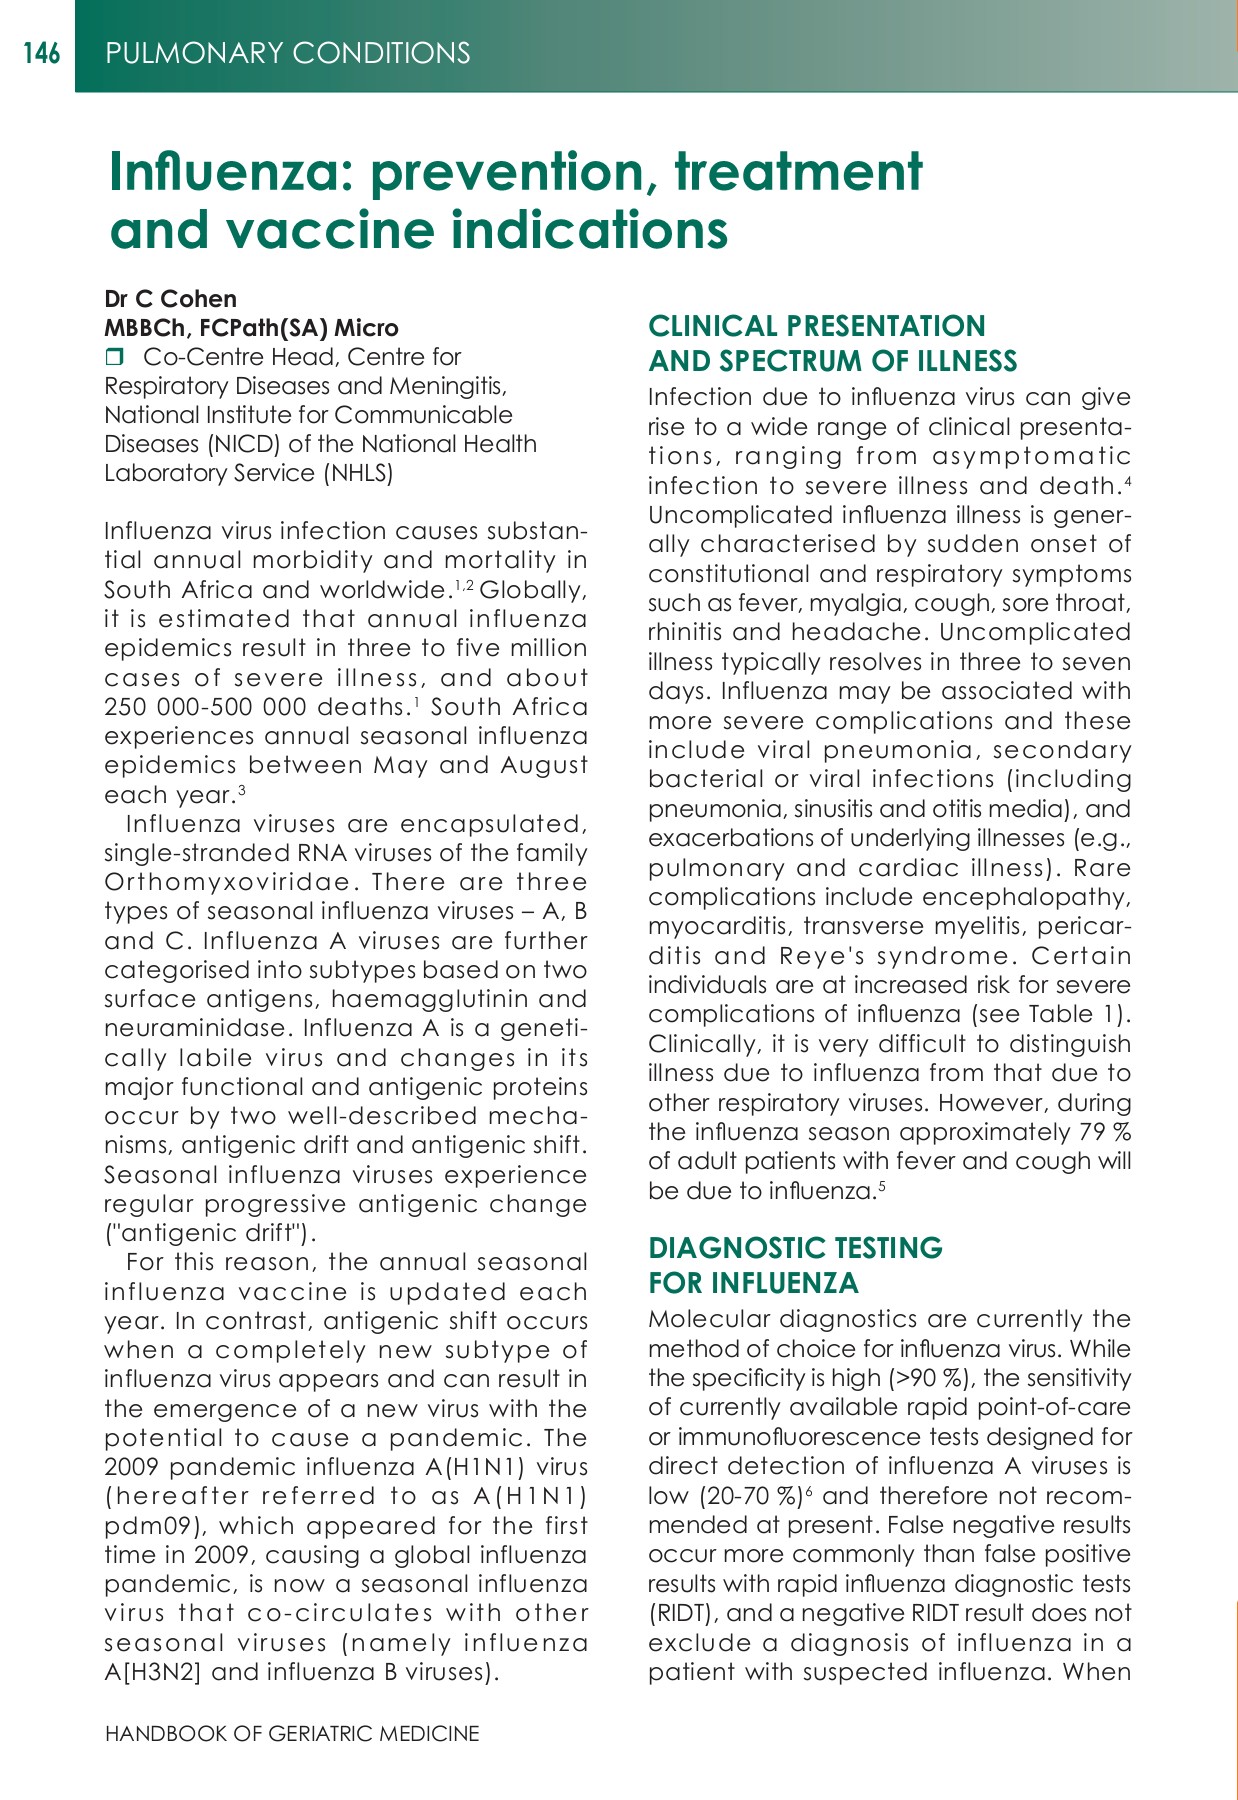 146
PULMONARY CONDITIONS
Influenza: prevention, treatment
and vaccine indications
Dr C Cohen
MBBCh, FCPath(SA) Micro
❒ Co-Centre Head, Centre for
Respiratory Diseases and Meningitis,
National Institute for Communicable
Diseases (NICD) of the National Health
Laboratory Service (NHLS)
Influenza virus infection causes substan-
tial annual morbidity and mortality in
South Africa and worldwide.1,2 Globally,
it is estimated that annual influenza
epidemics result in three to five million
cases of severe illness, and about
250 000-500 000 deaths.1 South Africa
experiences annual seasonal influenza
epidemics between May and August
each year.3
Influenza viruses are encapsulated,
single-stranded RNA viruses of the family
Orthomyxoviridae. There are three
types of seasonal influenza viruses – A, B
and C. Influenza A viruses are further
categorised into subtypes based on two
surface antigens, haemagglutinin and
neuraminidase. Influenza A is a geneti-
cally labile virus and changes in its
major functional and antigenic proteins
occur by two well-described mecha-
nisms, antigenic drift and antigenic shift.
Seasonal influenza viruses experience
regular progressive antigenic change
("antigenic drift").
For this reason, the annual seasonal
influenza vaccine is updated each
year. In contrast, antigenic shift occurs
when a completely new subtype of
influenza virus appears and can result in
the emergence of a new virus with the
potential to cause a pandemic. The
2009 pandemic influenza A(H1N1) virus
(hereafter referred to as A(H1N1)
pdm09), which appeared for the first
time in 2009, causing a global influenza
pandemic, is now a seasonal influenza
virus that co-circulates with other
seasonal viruses (namely influenza
A[H3N2] and influenza B viruses).
CLINICAL PRESENTATION
AND SPECTRUM OF ILLNESS
Infection due to influenza virus can give
rise to a wide range of clinical presenta-
tions, ranging from asymptomatic
infection to severe illness and death.4
Uncomplicated influenza illness is gener-
ally characterised by sudden onset of
constitutional and respiratory symptoms
such as fever, myalgia, cough, sore throat,
rhinitis and headache. Uncomplicated
illness typically resolves in three to seven
days. Influenza may be associated with
more severe complications and these
include viral pneumonia, secondary
bacterial or viral infections (including
pneumonia, sinusitis and otitis media), and
exacerbations of underlying illnesses (e.g.,
pulmonary and cardiac illness). Rare
complications include encephalopathy,
myocarditis, transverse myelitis, pericar-
ditis and Reye's syndrome. Certain
individuals are at increased risk for severe
complications of influenza (see Table 1).
Clinically, it is very difficult to distinguish
illness due to influenza from that due to
other respiratory viruses. However, during
the influenza season approximately 79 %
of adult patients with fever and cough will
be due to influenza.5
DIAGNOSTIC TESTING
FOR INFLUENZA
Molecular diagnostics are currently the
method of choice for influenza virus. While
the specificity is high (>90 %), the sensitivity
of currently available rapid point-of-care
or immunofluorescence tests designed for
direct detection of influenza A viruses is
low (20-70 %)6 and therefore not recom-
mended at present. False negative results
occur more commonly than false positive
results with rapid influenza diagnostic tests
(RIDT), and a negative RIDT result does not
exclude a diagnosis of influenza in a
patient with suspected influenza. When
HANDBOOK OF GERIATRIC MEDICINE